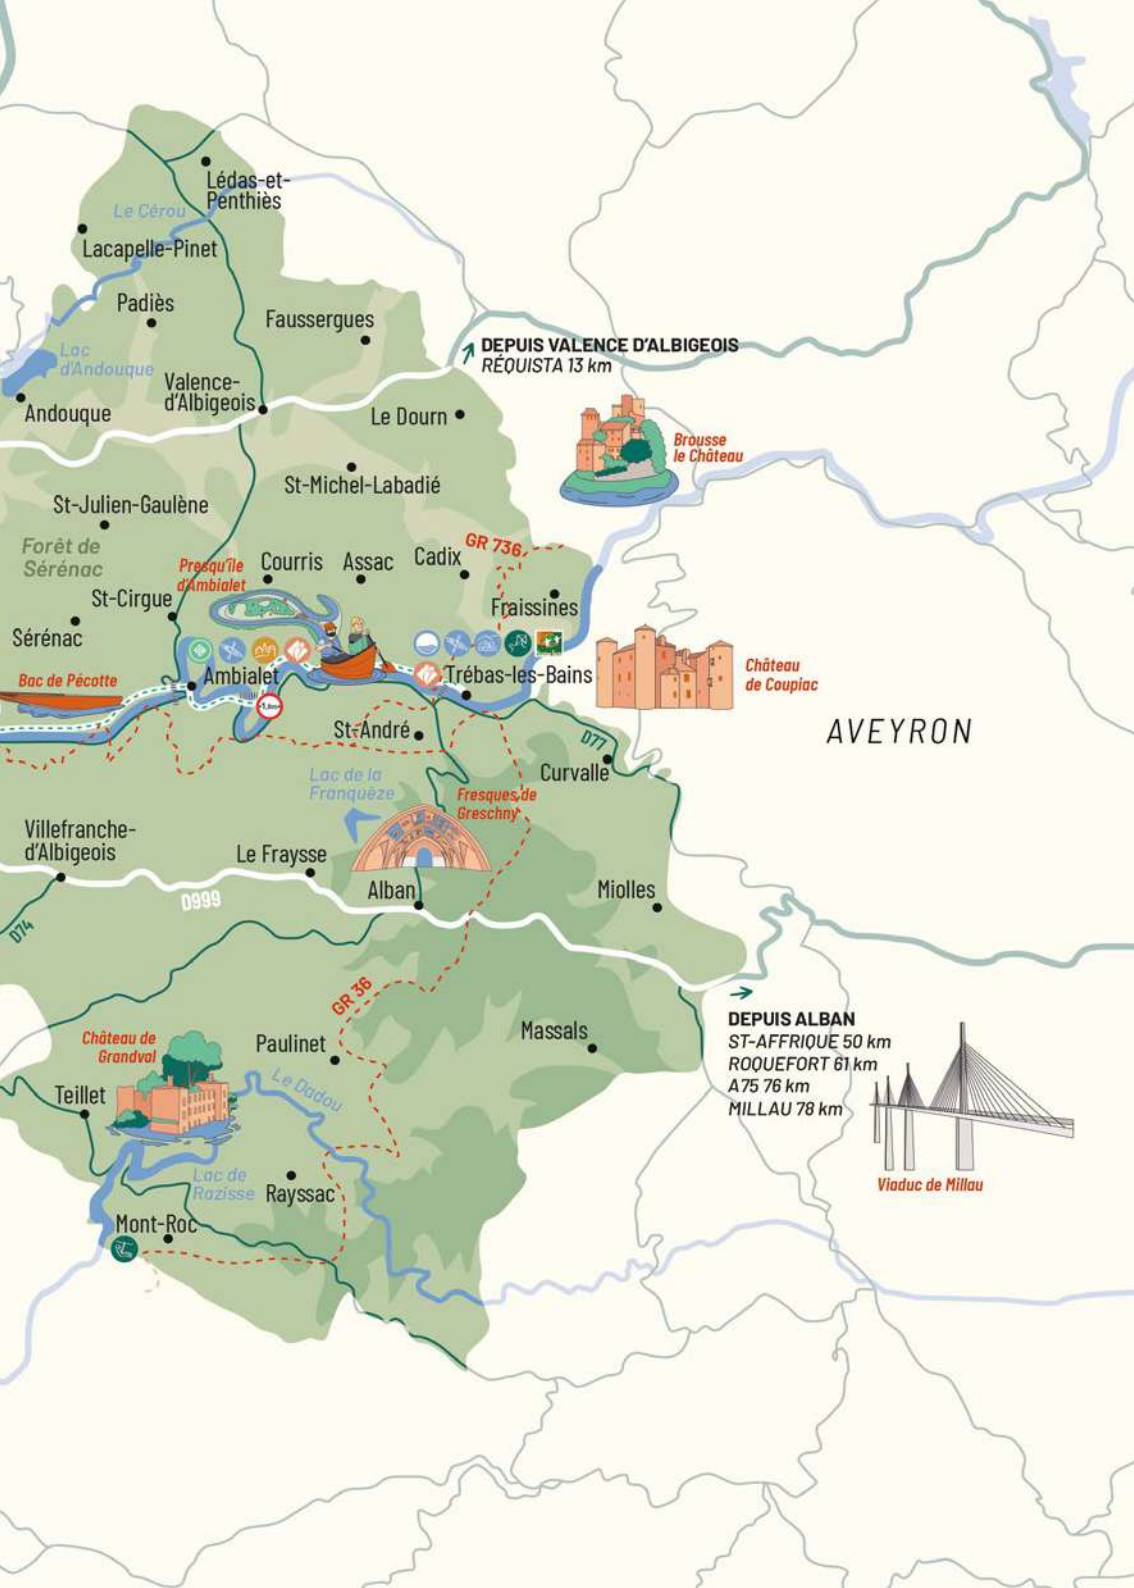 Lédas-et-
Penthiès
Le Cérou
Lacapelle-Pinet
Padiès
Faussergues
DEPUIS VALENCE D'ALBIGEOIS
RÉQUISTA 13 km
Lac
d'Andouque
Valence-
d'Albigeois
Andouque
Le Dourn
Brousse
le Château
St-Michel-Labadié
St-Julien-Gaulène
Forêt de
Sérénac
GR 736
Presqu'île
d'Ambialet
Courris
Assac
Cadix
St-Cirgue
Fraissines
Sérénac
Bac de Pécotte
Ambialet
Trébas-les-Bains
Château
de Coupiac
St-André
D77
AVEYRON
Curvalle
Lac de la
Franquèze
Fresques de
Greschny
Villefranche-
d'Albigeois
Le Fraysse
Alban
Miolles
D999
D74
GR 36
DEPUIS ALBAN
ST-AFFRIQUE 50 km
ROQUEFORT 61 km
A75 76 km
MILLAU 78 km
Château de
Grandval
Paulinet
Massals
Le Dadou
Teillet
Lac de
Razisse
Rayssac
Viaduc de Millau
Mont-Roc